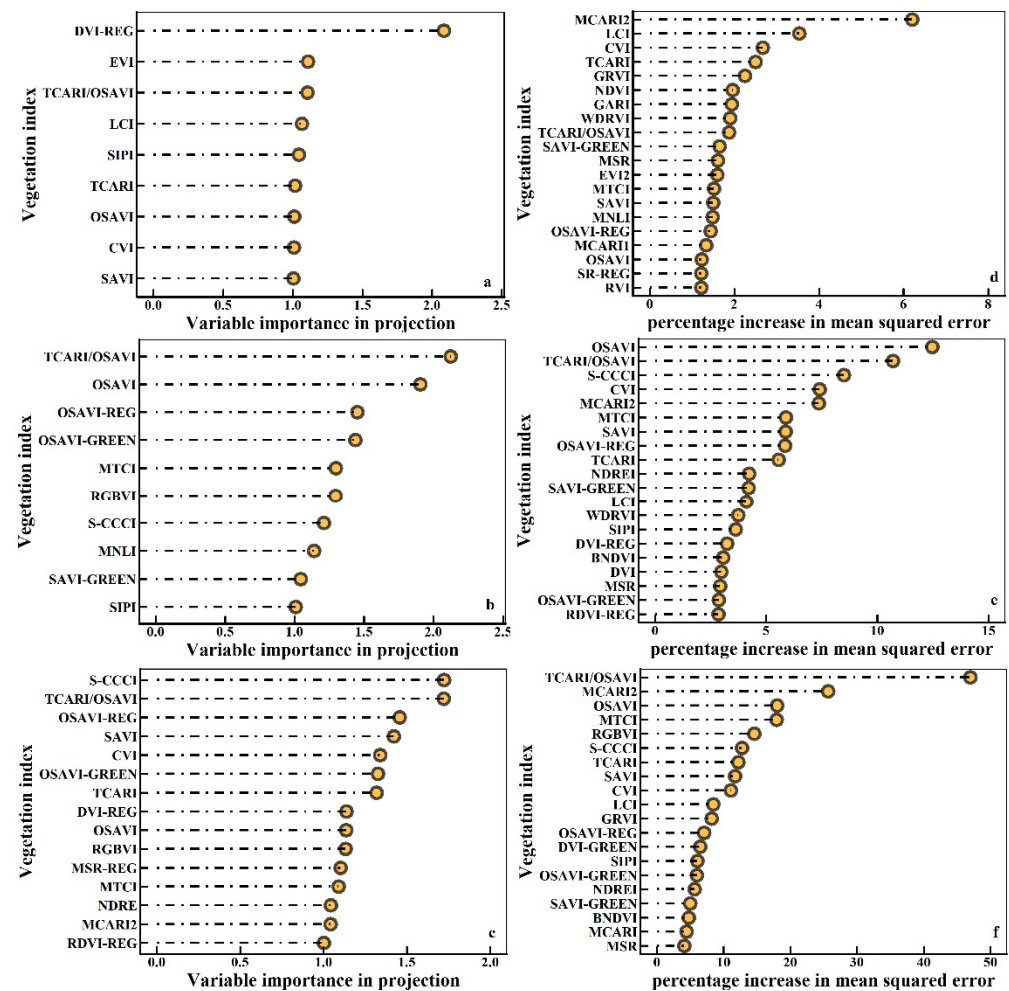 Vegetation index
DVI-REG
EVI
TCARI/OSAVI
LCI
SIPI
TCARI
OSAVI
CVI
SAVI
a
0.0 0.5 1.0 1.5 2.0 2.5
Variable importance in projection
Vegetation index
MCARI2
LCI
CVI
TCARI
GRVI
NDVI
GARI
WDRVI
TCARI/OSAVI
SAVI-GREEN
MSR
EVI2
MTCI
SAVI
MNLI
OSAVI-REG
MCARI1
OSAVI
SR-REG
RVI
d
0 2 4 6 8
percentage increase in mean squared error
Vegetation index
TCARI/OSAVI
OSAVI
OSAVI-REG
OSAVI-GREEN
MTCI
RGBVI
S-CCCI
MNLI
SAVI-GREEN
SIPI
b
0.0 0.5 1.0 1.5 2.0 2.5
Variable importance in projection
Vegetation index
OSAVI
TCARI/OSAVI
S-CCCI
CVI
MCARI2
MTCI
SAVI
OSAVI-REG
TCARI
NDREI
SAVI-GREEN
LCI
WDRVI
SIPI
DVI-REG
BNDVI
DVI
MSR
OSAVI-GREEN
RDVI-REG
e
0 5 10 15
percentage increase in mean squared error
Vegetation index
S-CCCI
TCARI/OSAVI
OSAVI-REG
SAVI
CVI
OSAVI-GREEN
TCARI
DVI-REG
OSAVI
RGBVI
MSR-REG
MTCI
NDRE
MCARI2
RDVI-REG
c
0.0 0.5 1.0 1.5 2.0
Variable importance in projection
Vegetation index
TCARI/OSAVI
MCARI2
OSAVI
MTCI
RGBVI
S-CCCI
TCARI
SAVI
CVI
LCI
GRVI
OSAVI-REG
DVI-GREEN
SIPI
OSAVI-GREEN
NDREI
SAVI-GREEN
BNDVI
MCARI
MSR
f
0 10 20 30 40 50
percentage increase in mean squared error